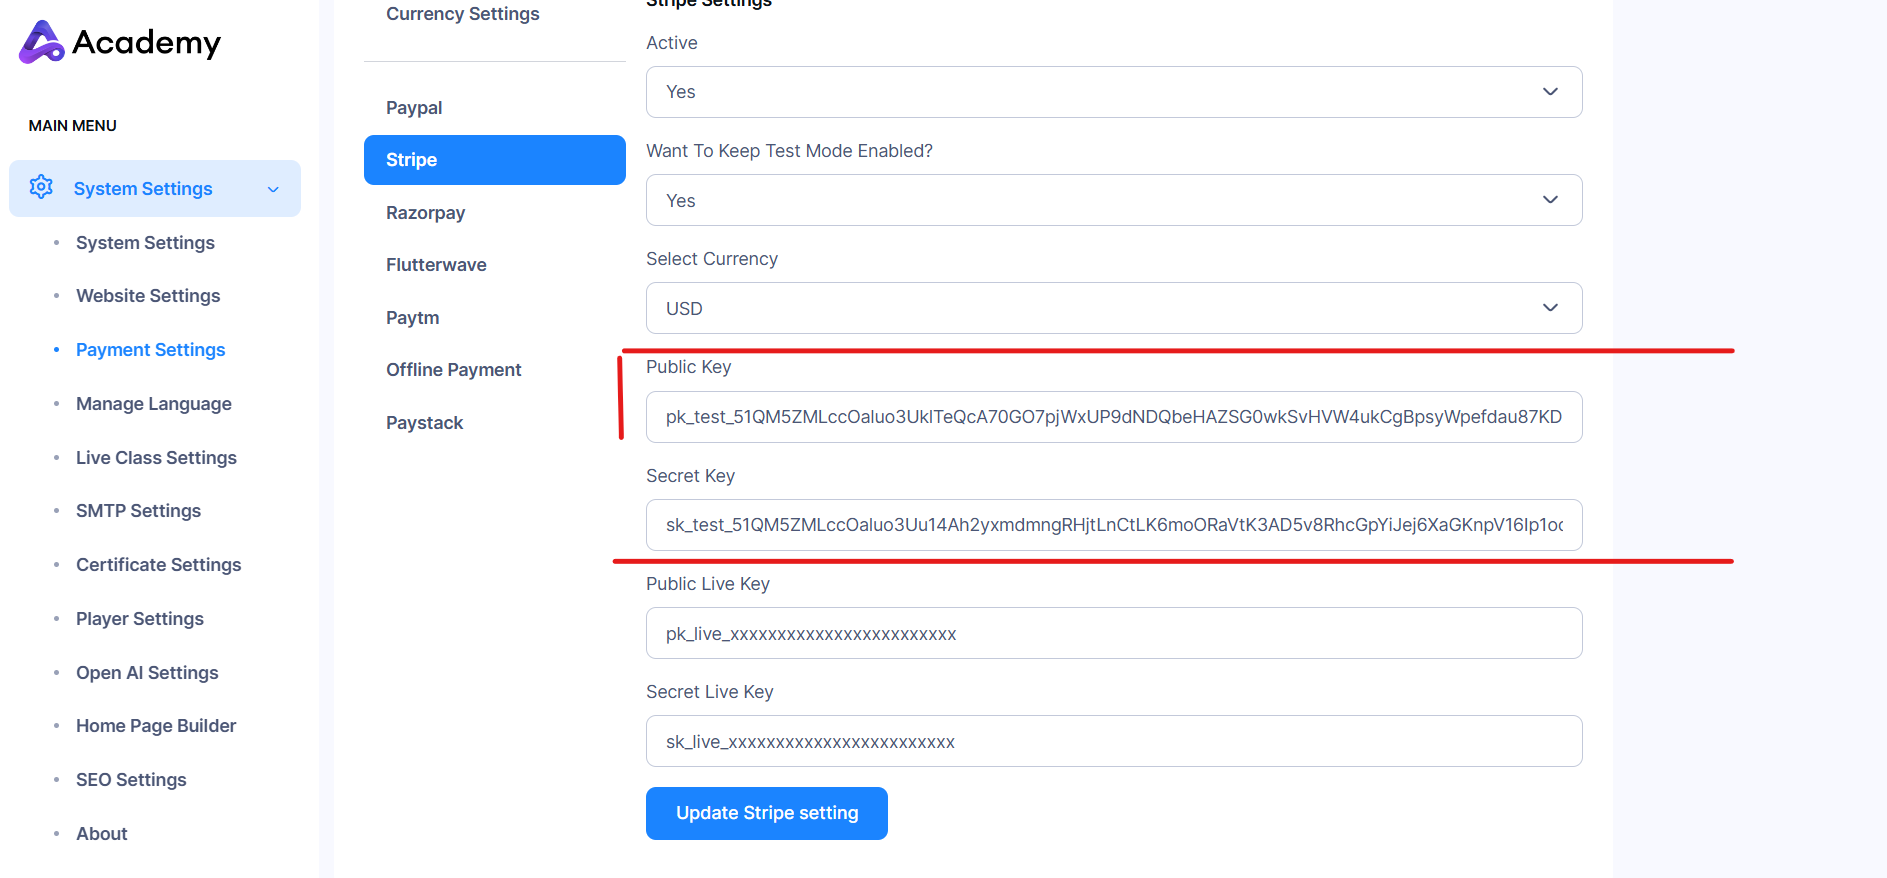 Academy
MAIN MENU
System Settings
System Settings
Website Settings
Payment Settings
Manage Language
Live Class Settings
SMTP Settings
Certificate Settings
Player Settings
Open AI Settings
Home Page Builder
SEO Settings
About
Currency Settings
Paypal
Stripe
Razorpay
Flutterwave
Paytm
Offline Payment
Paystack
Stripe Settings
Active
Yes
Want To Keep Test Mode Enabled?
Yes
Select Currency
USD
Public Key
Secret Key
Public Live Key
pk_live_xxxxxxxxxxxxxxxxxxxxxxxx
Secret Live Key
sk_live_xxxxxxxxxxxxxxxxxxxxxxxx
Update Stripe setting